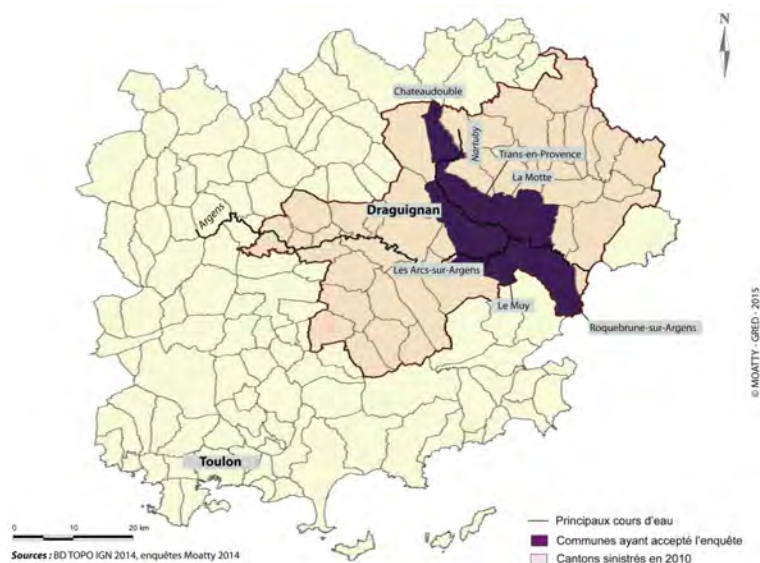 N
Chateaudouble
Nartuby
Trans-en-Provence
La Motte
Argens
Draguignan
Les Arcs-sur-Argens
Le Muy
Roquebrune-sur-Argens
© MOATTY - GRED - 2015
Toulon
0 10 20 km
Principaux cours d'eau
Communes ayant accepté l'enquête
Cantons sinistrés en 2010
Sources : BD TOPO IGN 2014, enquêtes Moatty 2014